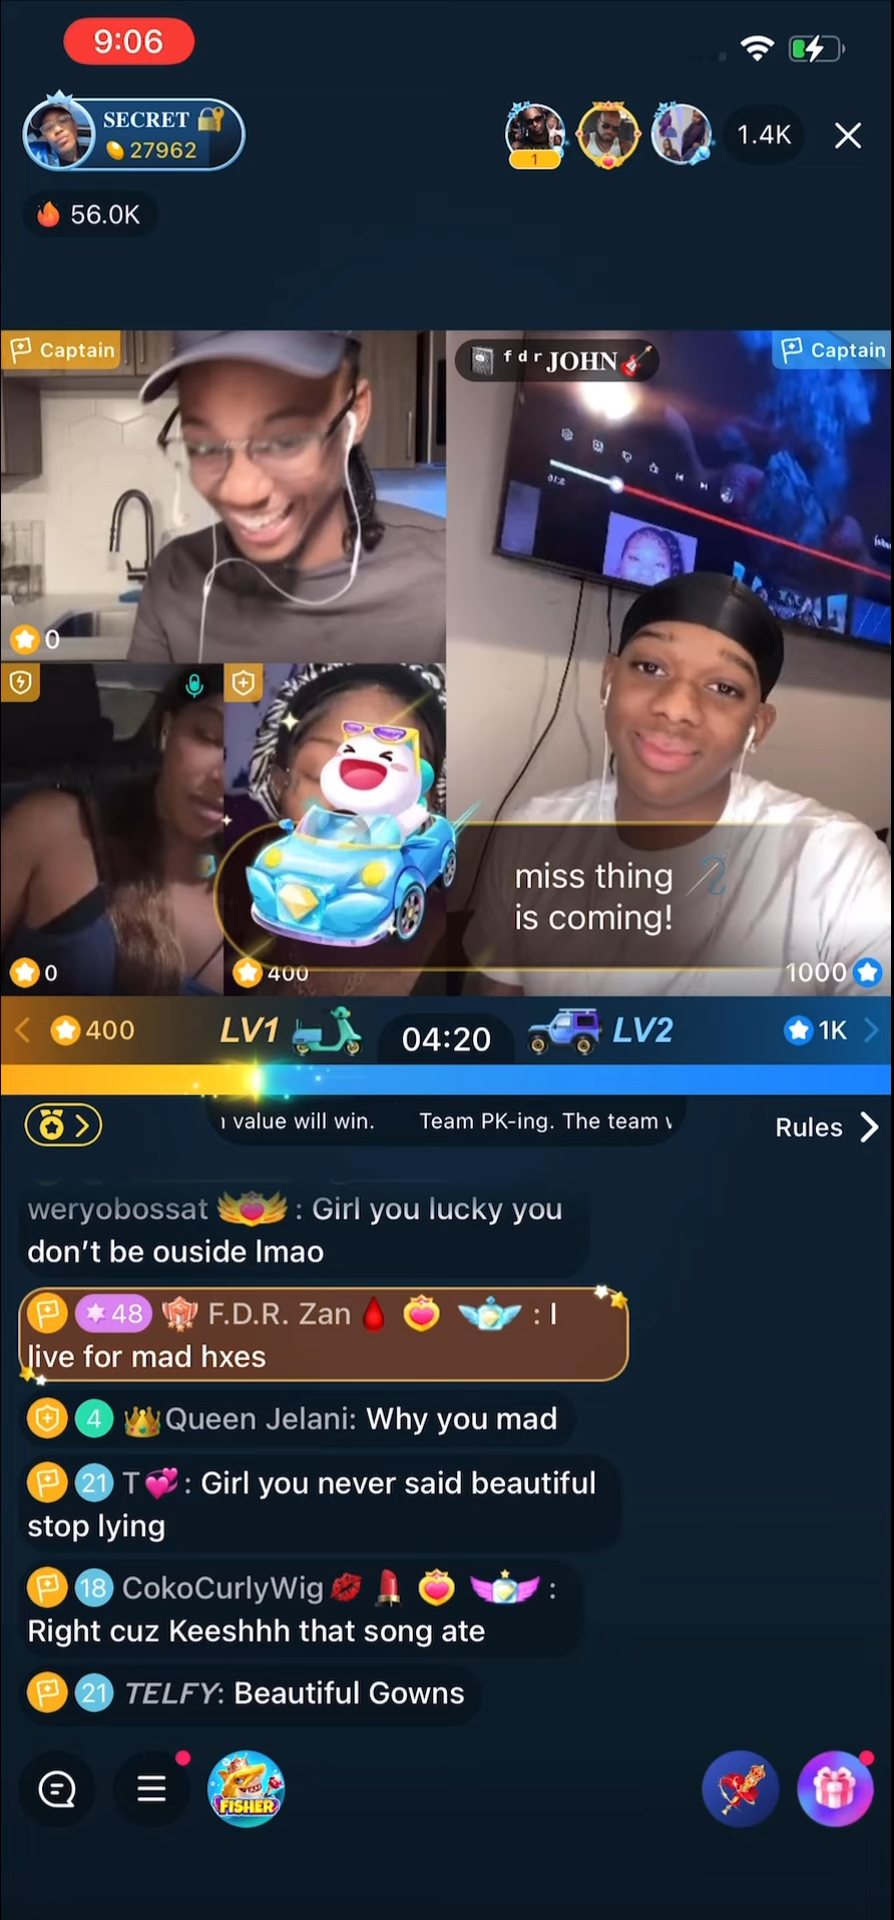 9:06
SECRET
27962
1
1.4K
56.0K
Captain
f d r JOHN
Captain
0
0
400
miss thing
is coming!
1000
400
LV1
04:20
LV2
1K
value will win. Team PK-ing. The team
Rules
weryobossat : Girl you lucky you
don't be ouside lmao
48 F.D.R. Zan : I
live for mad hxes
4 Queen Jelani: Why you mad
21 T : Girl you never said beautiful
stop lying
18 CokoCurlyWig :
Right cuz Keeshhh that song ate
21 TELFY: Beautiful Gowns
FISHER